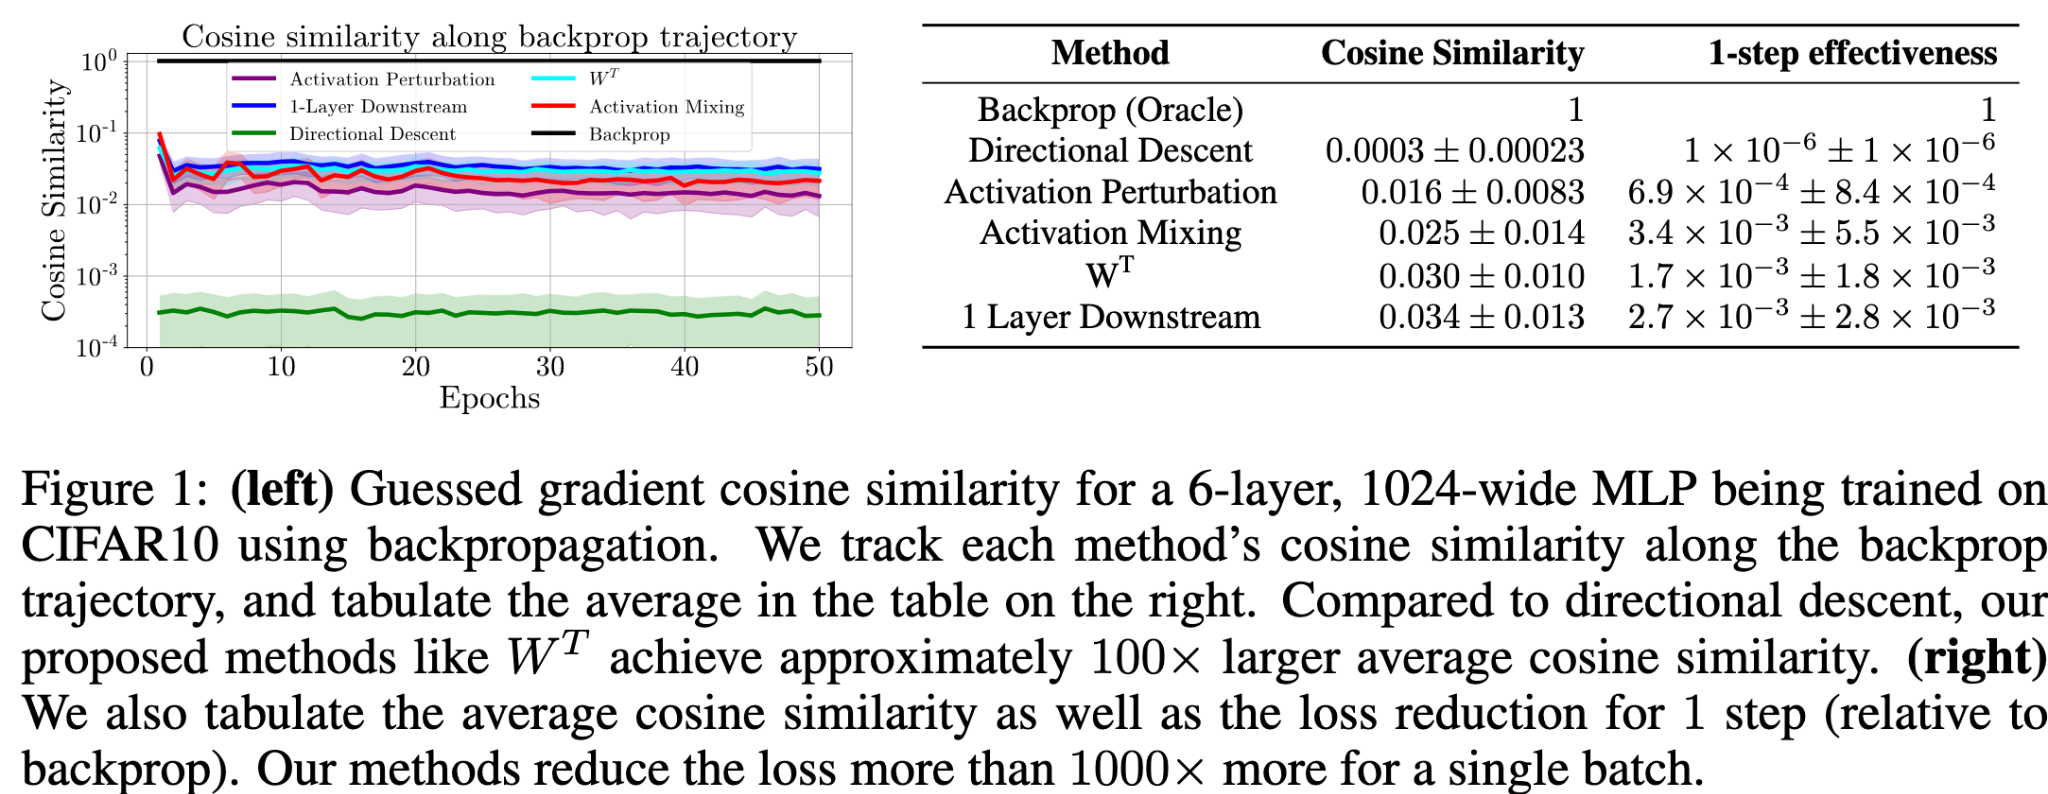 Cosine similarity along backprop trajectory
Cosine Similarity
10⁰
10⁻¹
10⁻²
10⁻³
10⁻⁴
Activation Perturbation
1-Layer Downstream
Directional Descent
Wᵀ
Activation Mixing
Backprop
0 10 20 30 40 50
Epochs
Method Cosine Similarity 1-step effectiveness
Backprop (Oracle) 1 1
Directional Descent 0.0003 ± 0.00023 1 × 10⁻⁶ ± 1 × 10⁻⁶
Activation Perturbation 0.016 ± 0.0083 6.9 × 10⁻⁴ ± 8.4 × 10⁻⁴
Activation Mixing 0.025 ± 0.014 3.4 × 10⁻³ ± 5.5 × 10⁻³
Wᵀ 0.030 ± 0.010 1.7 × 10⁻³ ± 1.8 × 10⁻³
1 Layer Downstream 0.034 ± 0.013 2.7 × 10⁻³ ± 2.8 × 10⁻³
Figure 1: (left) Guessed gradient cosine similarity for a 6-layer, 1024-wide MLP being trained on
CIFAR10 using backpropagation. We track each method's cosine similarity along the backprop
trajectory, and tabulate the average in the table on the right. Compared to directional descent, our
proposed methods like Wᵀ achieve approximately 100× larger average cosine similarity. (right)
We also tabulate the average cosine similarity as well as the loss reduction for 1 step (relative to
backprop). Our methods reduce the loss more than 1000× more for a single batch.